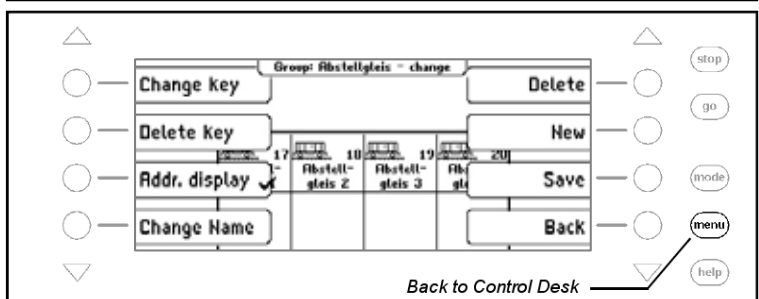 Group: Abstellgleis - change
Change key
Delete
stop
go
Delete key
New
17 18 19 20
Abstell-
gleis 2
Abstell-
gleis 3
Addr. display ✓
Save
mode
Change Name
Back
menu
help
Back to Control Desk